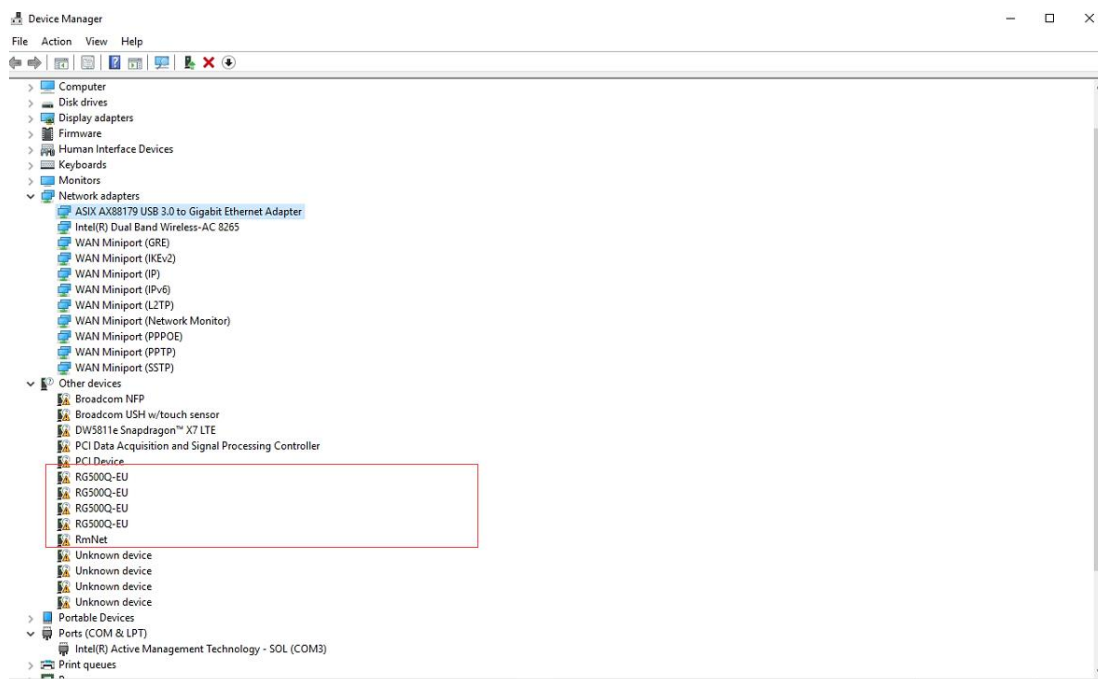 Device Manager
File Action View Help
Computer
Disk drives
Display adapters
Firmware
Human Interface Devices
Keyboards
Monitors
Network adapters
ASIX AX88179 USB 3.0 to Gigabit Ethernet Adapter
Intel(R) Dual Band Wireless-AC 8265
WAN Miniport (GRE)
WAN Miniport (IKEv2)
WAN Miniport (IP)
WAN Miniport (IPv6)
WAN Miniport (L2TP)
WAN Miniport (Network Monitor)
WAN Miniport (PPPOE)
WAN Miniport (PPTP)
WAN Miniport (SSTP)
Other devices
Broadcom NFP
Broadcom USH w/touch sensor
DW5811e Snapdragon™ X7 LTE
PCI Data Acquisition and Signal Processing Controller
PCI Device
RG500Q-EU
RG500Q-EU
RG500Q-EU
RG500Q-EU
RmNet
Unknown device
Unknown device
Unknown device
Unknown device
Portable Devices
Ports (COM & LPT)
Intel(R) Active Management Technology - SOL (COM3)
Print queues